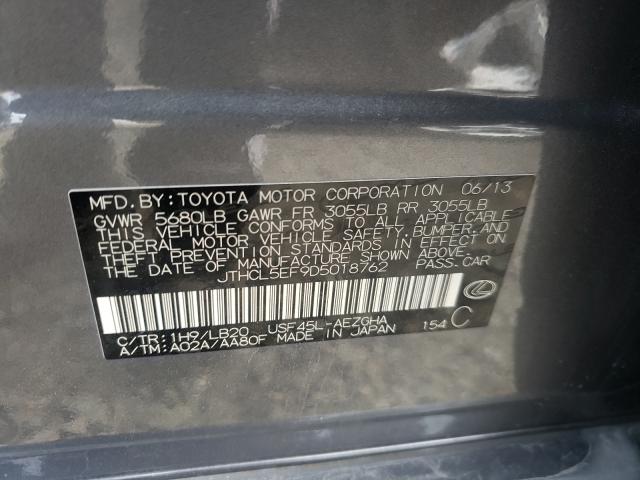 MFD. BY: TOYOTA MOTOR CORPORATION 06/13
GVWR 5680LB GAWR FR 3055LB RR 3055LB
THIS VEHICLE CONFORMS TO ALL APPLICABLE
FEDERAL MOTOR VEHICLE SAFETY, BUMPER, AND
THEFT PREVENTION STANDARDS IN EFFECT ON
THE DATE OF MANUFACTURE SHOWN ABOVE.
JTHCL5EF9D5018762 PASS. CAR
C/TR: 1H9/LB20 USF45L-AEZGHA 154 C
A/TM: A02A/AA80F MADE IN JAPAN